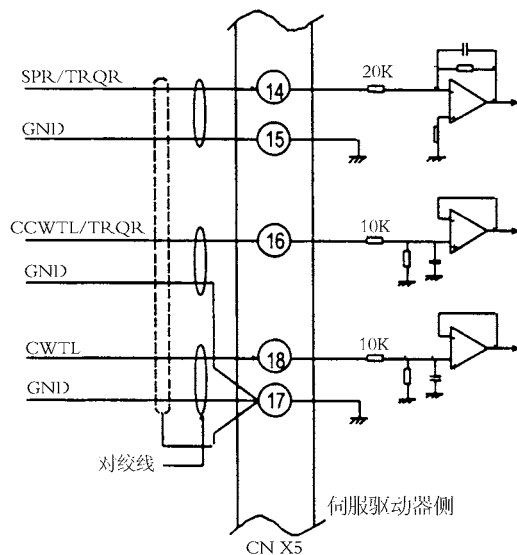 SPR/TRQR
14
20K
GND
15
CCWTL/TRQR
16
10K
GND
CWTL
18
10K
GND
17
对绞线
伺服驱动器侧
CN X5